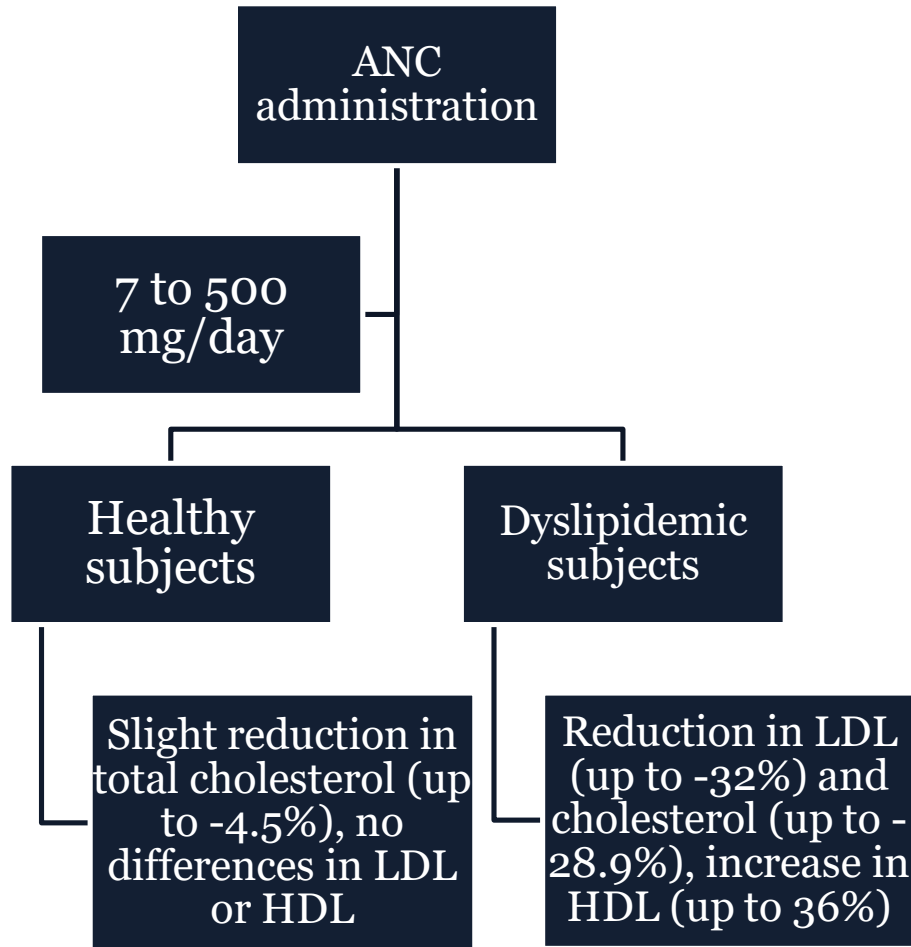 ANC
administration
7 to 500
mg/day
Healthy
subjects
Dyslipidemic
subjects
Slight reduction in
total cholesterol (up
to -4.5%), no
differences in LDL
or HDL
Reduction in LDL
(up to -32%) and
cholesterol (up to -
28.9%), increase in
HDL (up to 36%)